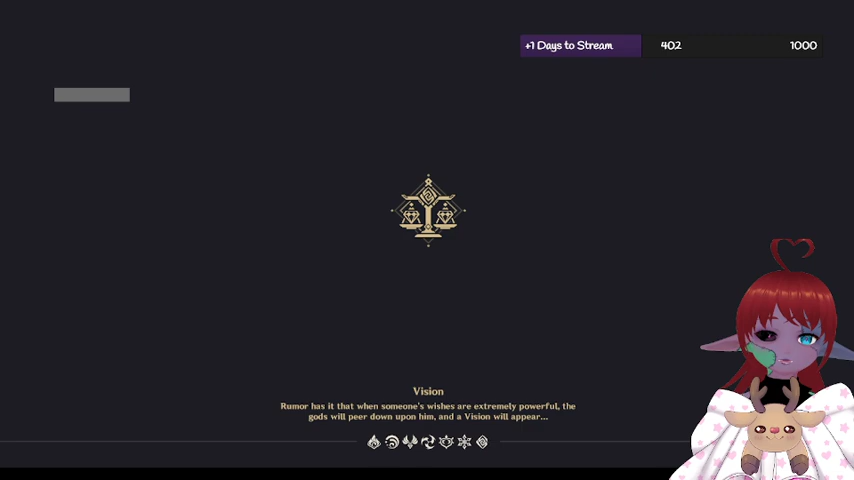 +1 Days to Stream 402 1000
Vision
Rumor has it that when someone's wishes are extremely powerful, the
gods will peer down upon him, and a Vision will appear...